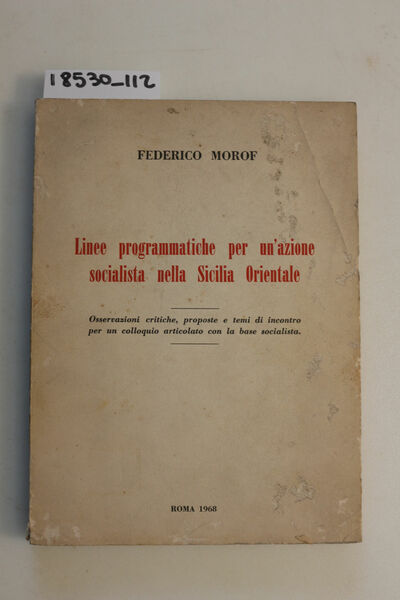 18530_112
FEDERICO MOROF
Linee programmatiche per un'azione
socialista nella Sicilia Orientale
Osservazioni critiche, proposte e temi di incontro
per un colloquio articolato con la base socialista.
ROMA 1968